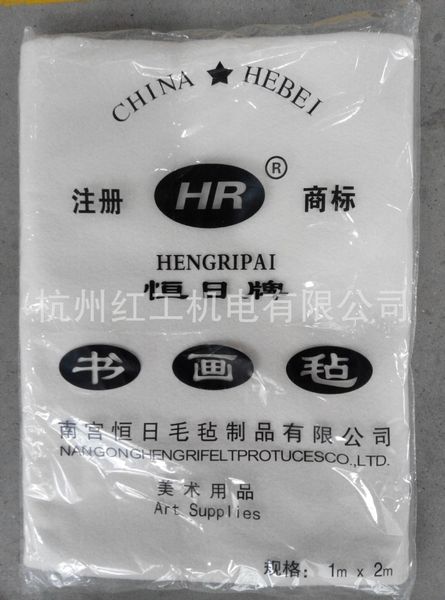 CHINA ★ HEBEI
注册 HR ® 商标
HENGRIPAI
恒日牌
杭州红工机电有限公司
书 画 毡
南宫恒日毛毡制品有限公司
NANGONGHENGRIFELTPROTUCESCO.,LTD.
美术用品
Art Supplies
规格: 1m x 2m